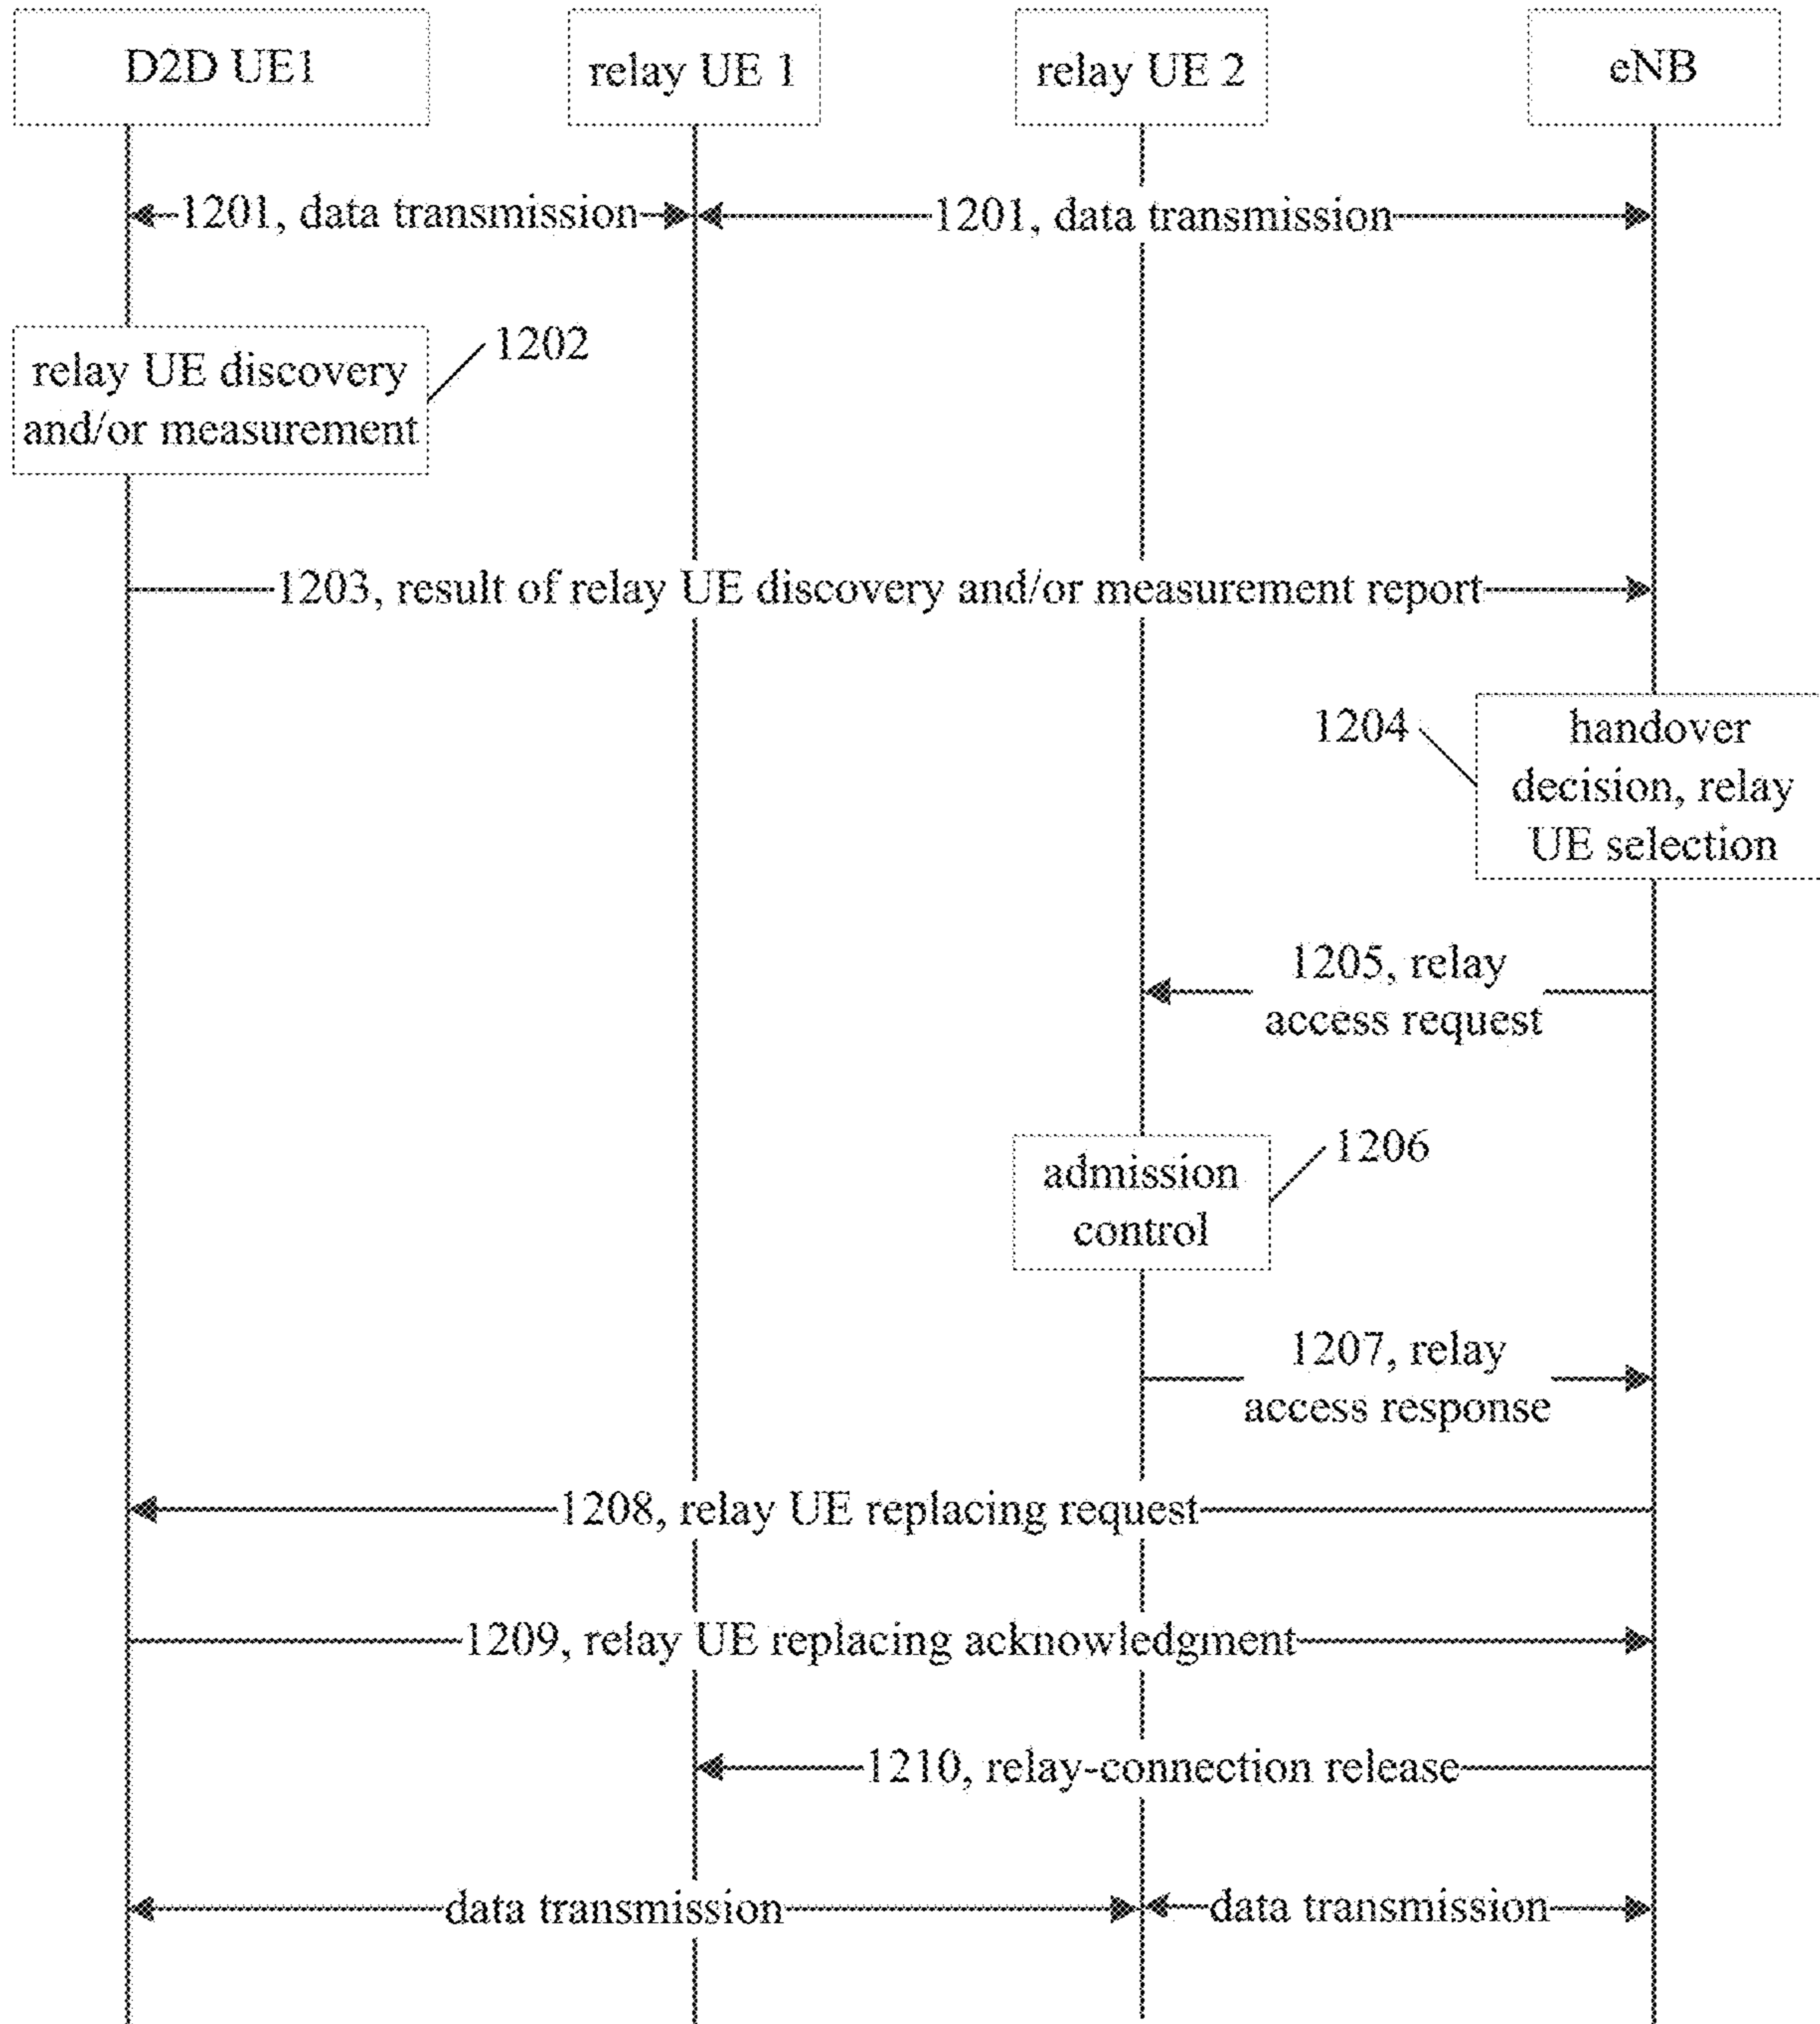 D2D UE1
relay UE 1
relay UE 2
eNB
1201, data transmission
1201, data transmission
relay UE discovery
and/or measurement
1202
1203, result of relay UE discovery and/or measurement report
1204
handover
decision, relay
UE selection
1205, relay
access request
admission
control
1206
1207, relay
access response
1208, relay UE replacing request
1209, relay UE replacing acknowledgment
1210, relay-connection release
data transmission
data transmission